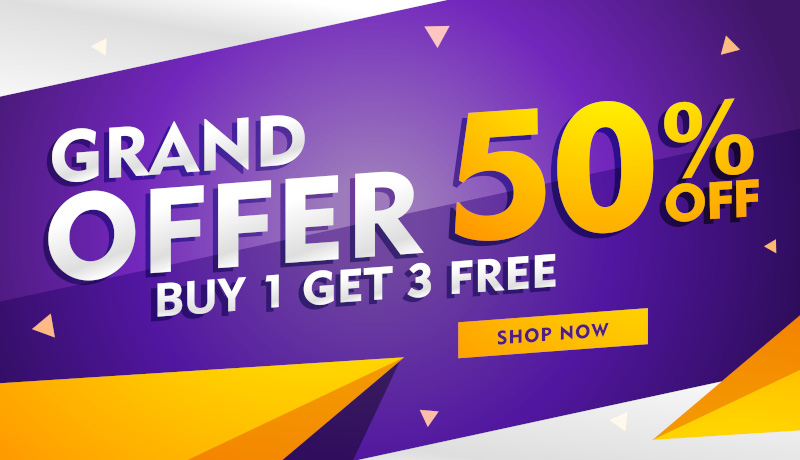 GRAND
OFFER
BUY 1 GET 3 FREE
50%
OFF
SHOP NOW